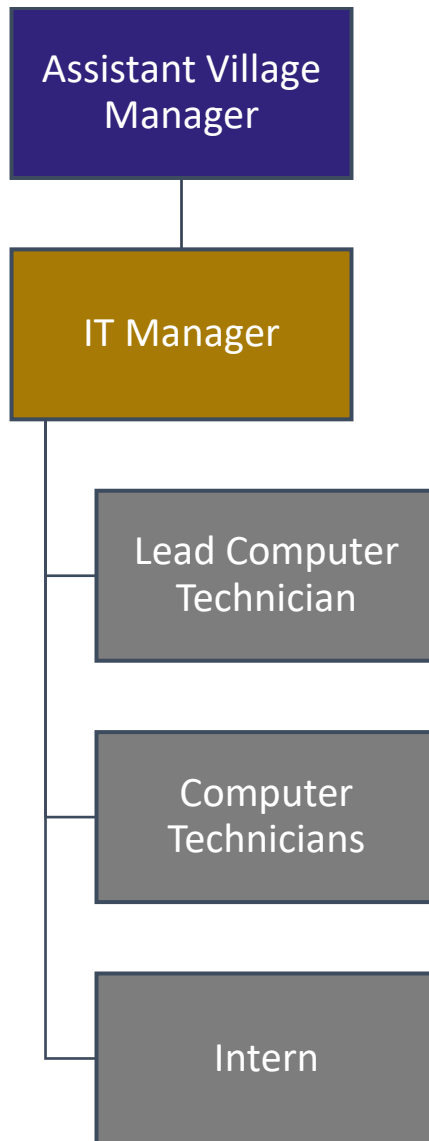 Assistant Village
Manager
IT Manager
Lead Computer
Technician
Computer
Technicians
Intern